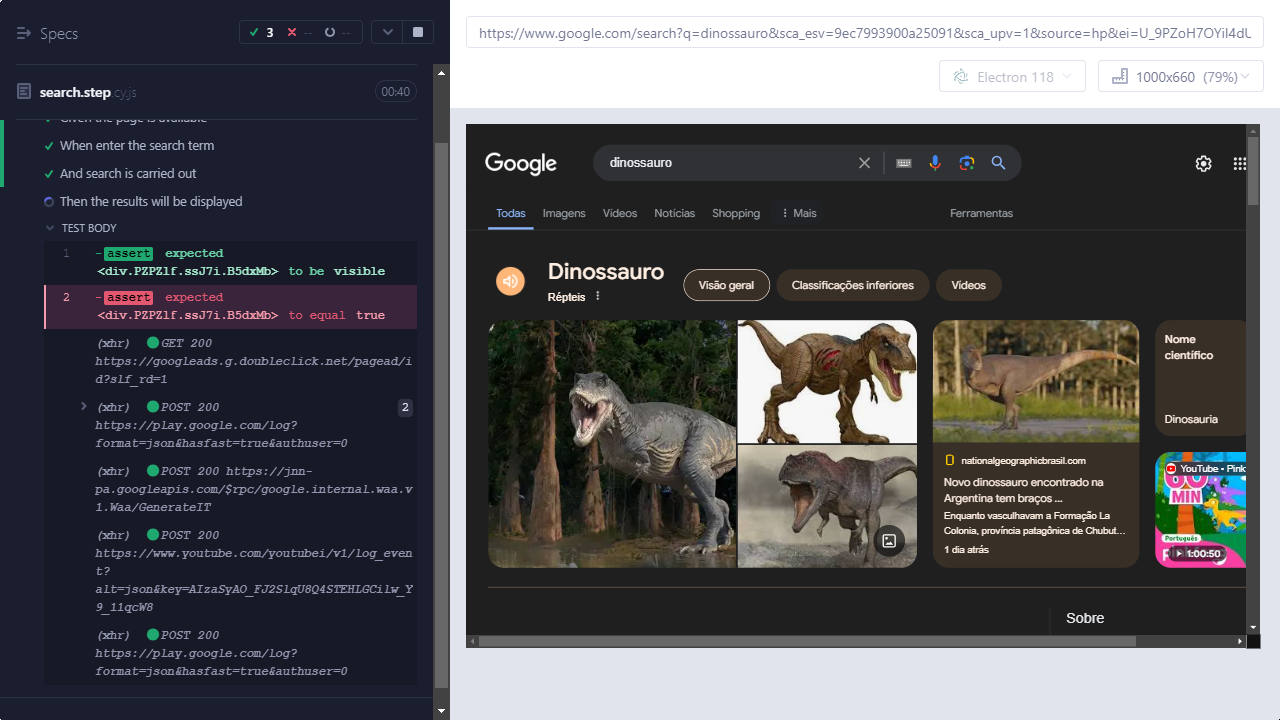 Specs
3
--
--
search.step.cy.js
00:40
Given the page is available
When enter the search term
And search is carried out
Then the results will be displayed
TEST BODY
1 -assert expected
<div.PZPZlf.ssJ7i.B5dxMb> to be visible
2 -assert expected
<div.PZPZlf.ssJ7i.B5dxMb> to equal true
(xhr) GET 200
https://googleads.g.doubleclick.net/pagead/i
d?slf_rd=1
(xhr) POST 200 2
https://play.google.com/log?
format=json&hasfast=true&authuser=0
(xhr) POST 200 https://jnn-
pa.googleapis.com/$rpc/google.internal.waa.v
1.Waa/GenerateIT
(xhr) POST 200
https://www.youtube.com/youtubei/v1/log_even
t?
alt=json&key=AIzaSyAO_FJ2SlqU8Q4STEHLGCilw_Y
9_11qcW8
(xhr) POST 200
https://play.google.com/log?
format=json&hasfast=true&authuser=0
https://www.google.com/search?q=dinossauro&sca_esv=9ec7993900a25091&sca_upv=1&source=hp&ei=U_9PZoH7OYiI4dU
Electron 118
1000x660 (79%)
Google
dinossauro
Todas Imagens Vídeos Notícias Shopping Mais Ferramentas
Dinossauro
Répteis
Visão geral
Classificações inferiores
Vídeos
nationalgeographicbrasil.com
Novo dinossauro encontrado na
Argentina tem braços ...
Enquanto vasculhavam a Formação La
Colonia, província patagônica de Chubut...
1 dia atrás
Nome
científico
Dinosauria
YouTube • Pink
60
MIN
Português
1:00:50
Sobre